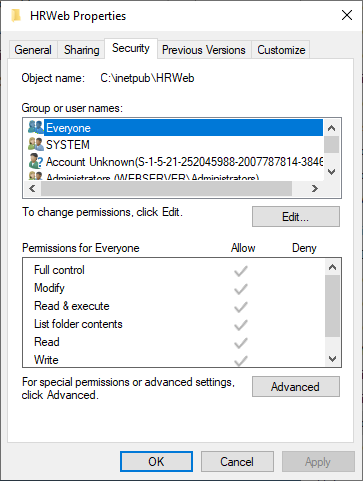 HRWeb Properties
General Sharing Security Previous Versions Customize
Object name: C:\inetpub\HRWeb
Group or user names:
Everyone
SYSTEM
Account Unknown(S-1-5-21-252045988-2007787814-3846
Administrators (WEBSERVER\Administrators)
To change permissions, click Edit.
Edit...
Permissions for Everyone Allow Deny
Full control
Modify
Read & execute
List folder contents
Read
Write
For special permissions or advanced settings,
click Advanced.
Advanced
OK Cancel Apply